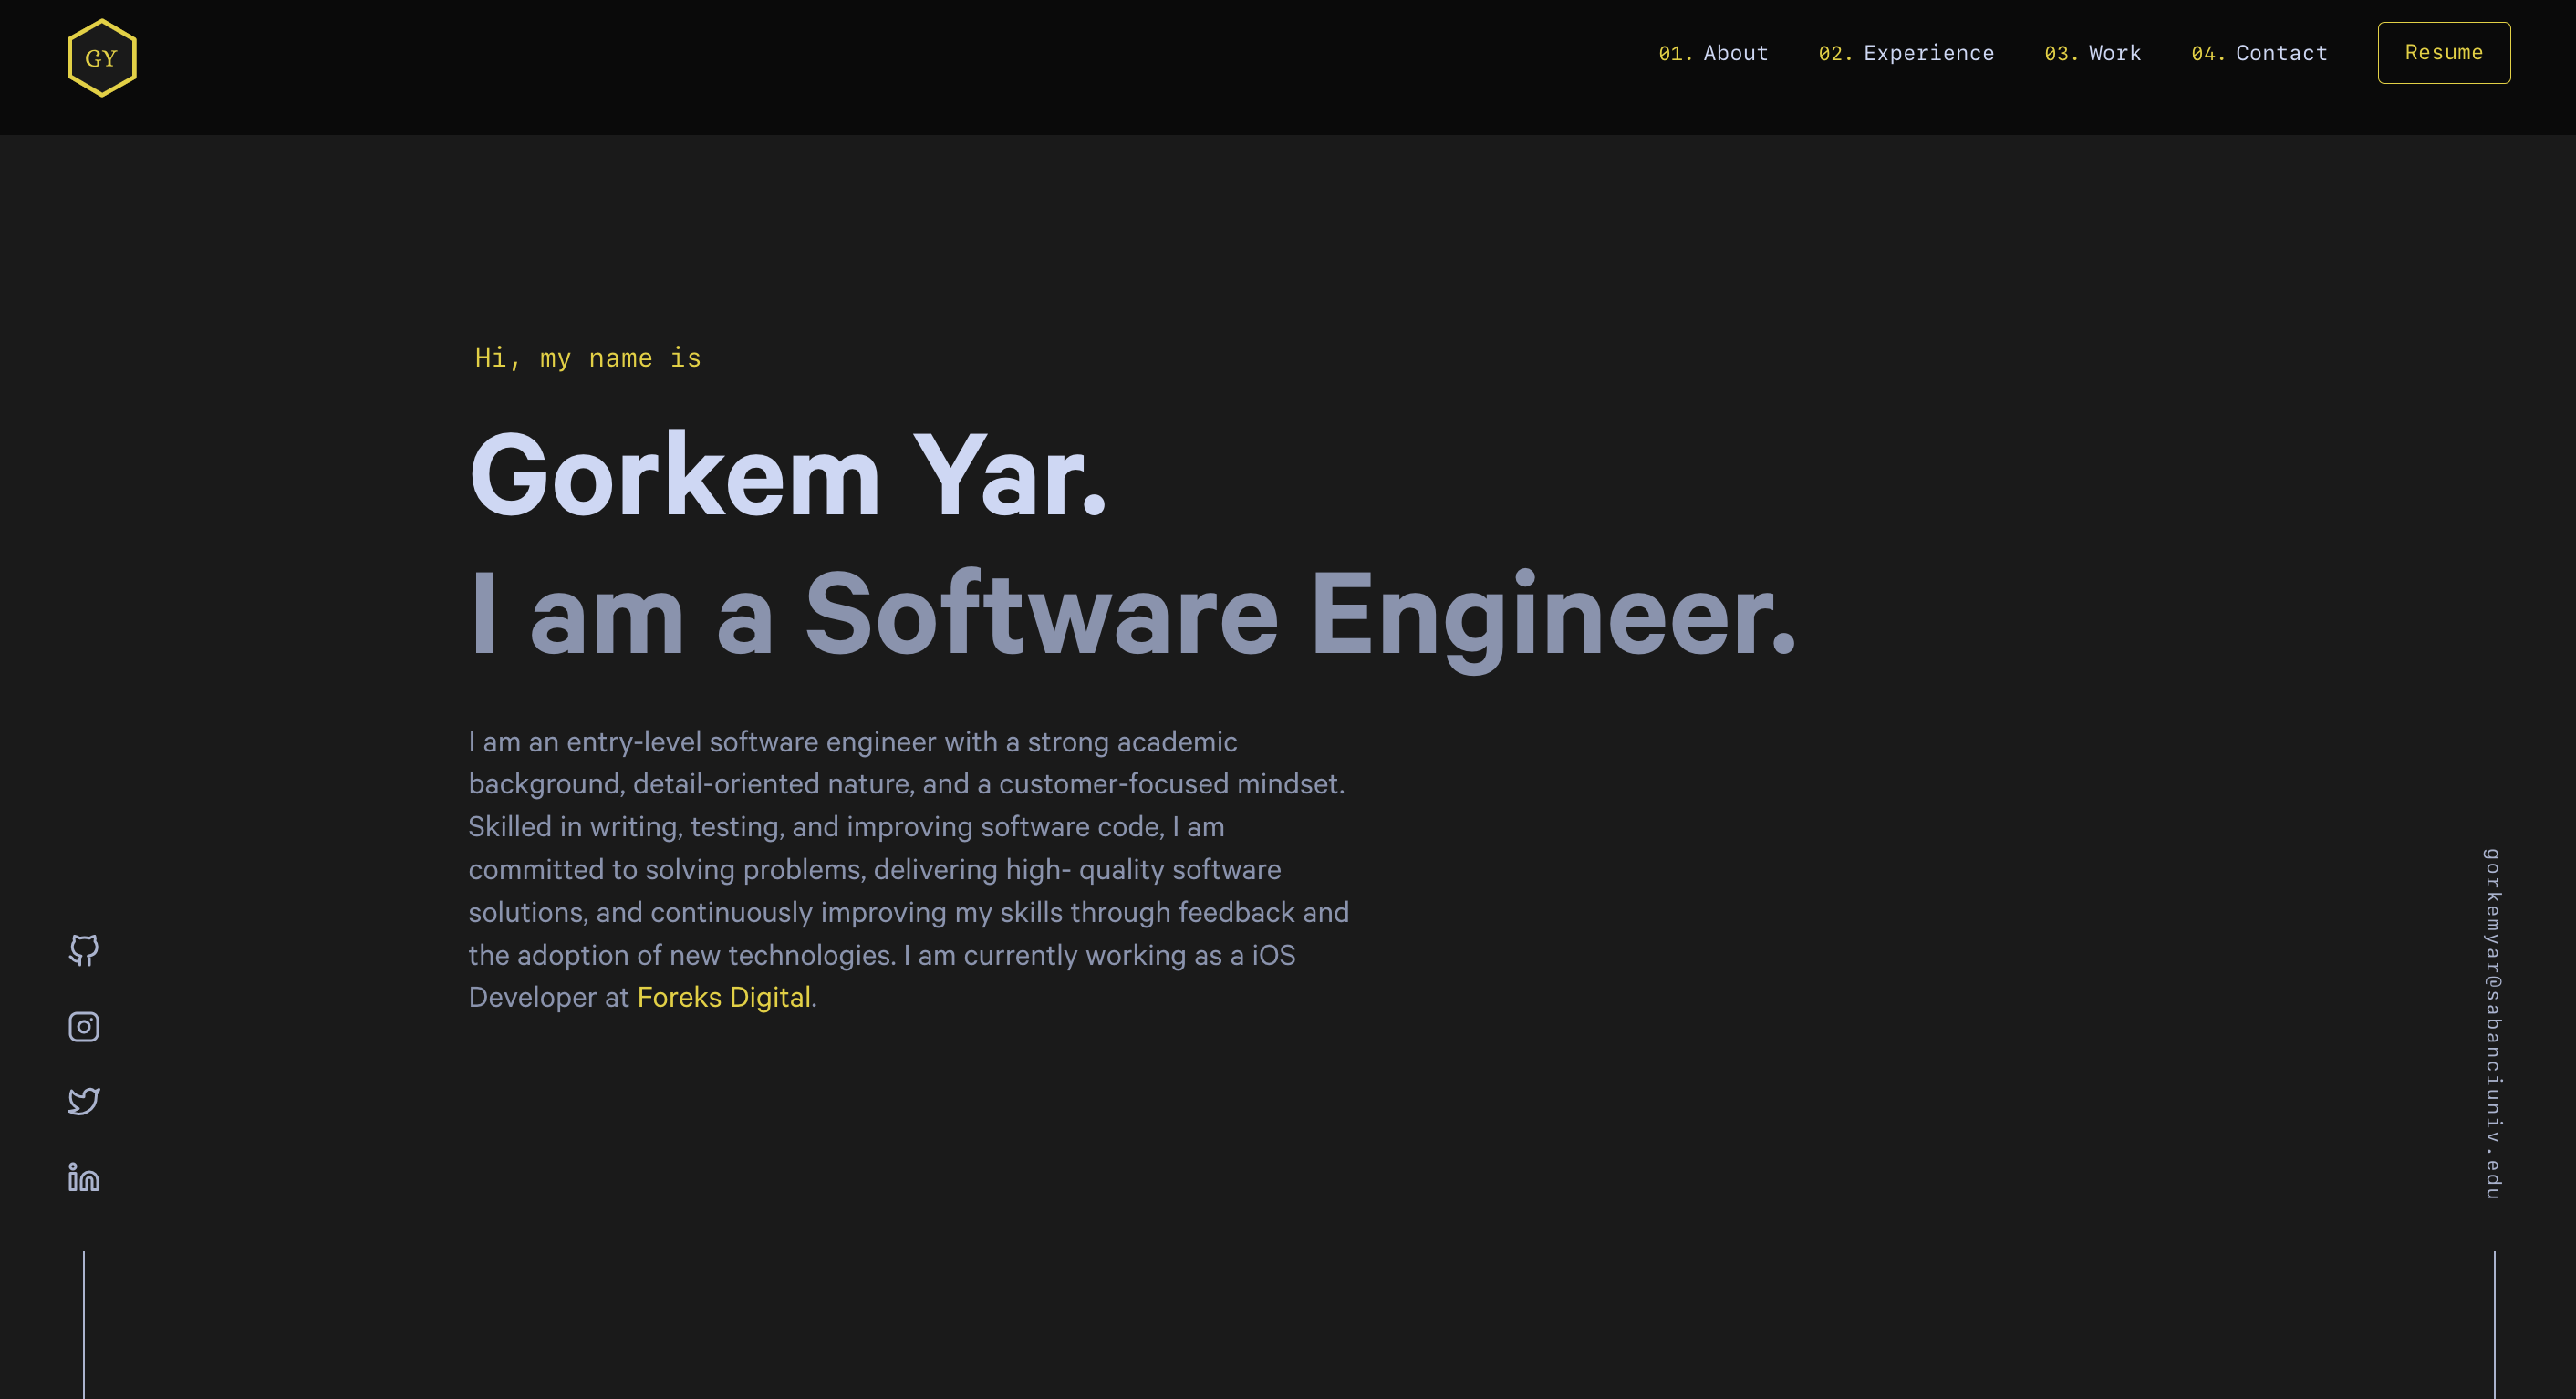 GY
01. About
02. Experience
03. Work
04. Contact
Resume
Hi, my name is
Gorkem Yar.
I am a Software Engineer.
I am an entry-level software engineer with a strong academic
background, detail-oriented nature, and a customer-focused mindset.
Skilled in writing, testing, and improving software code, I am
committed to solving problems, delivering high- quality software
solutions, and continuously improving my skills through feedback and
the adoption of new technologies. I am currently working as a iOS
Developer at Foreks Digital.
in
gorkemyar@sabanciuniv.edu